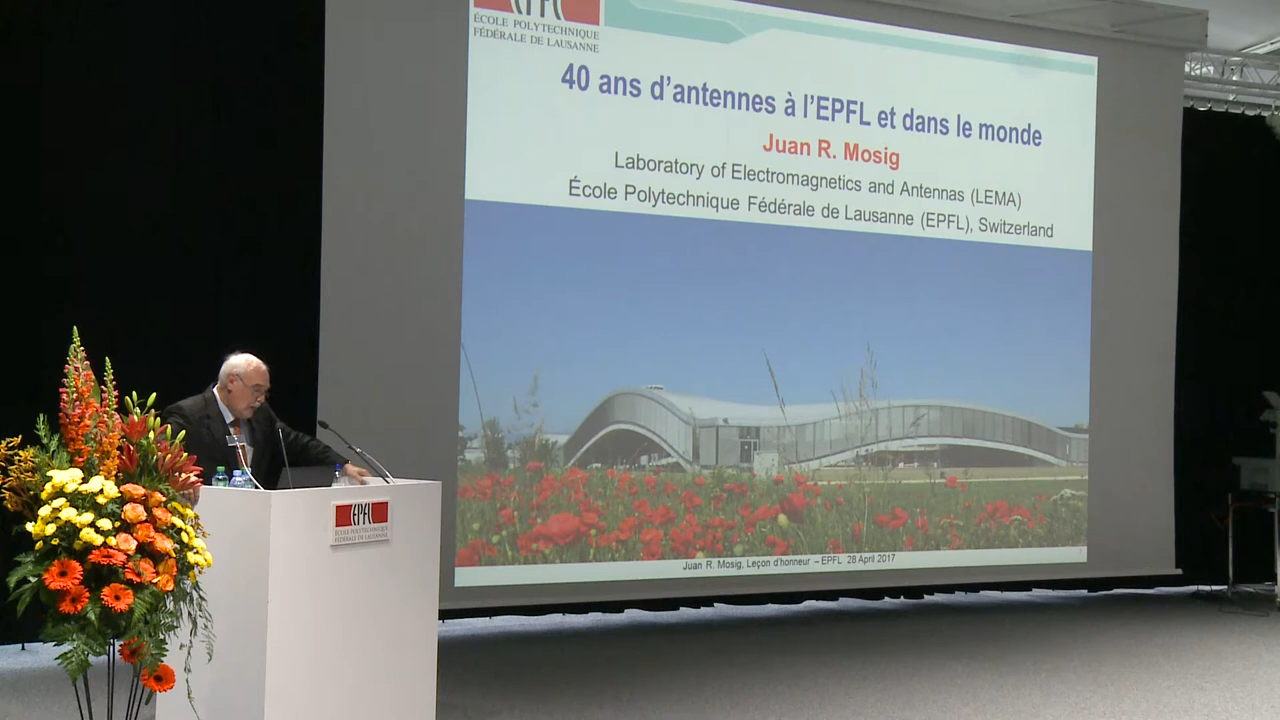 EPFL
ÉCOLE POLYTECHNIQUE
FÉDÉRALE DE LAUSANNE
40 ans d'antennes à l'EPFL et dans le monde
Juan R. Mosig
Laboratory of Electromagnetics and Antennas (LEMA)
École Polytechnique Fédérale de Lausanne (EPFL), Switzerland
Juan R. Mosig, Leçon d'honneur – EPFL 28 April 2017
EPFL
ÉCOLE POLYTECHNIQUE
FÉDÉRALE DE LAUSANNE